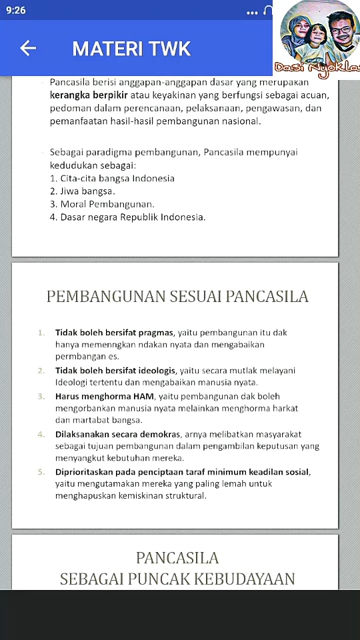 9:26
MATERI TWK
Dasi Njoklas
Pancasila berisi anggapan-anggapan dasar yang merupakan
kerangka berpikir atau keyakinan yang berfungsi sebagai acuan,
pedoman dalam perencanaan, pelaksanaan, pengawasan, dan
pemanfaatan hasil-hasil pembangunan nasional.
Sebagai paradigma pembangunan, Pancasila mempunyai
kedudukan sebagai:
1. Cita-cita bangsa Indonesia
2. Jiwa bangsa.
3. Moral Pembangunan.
4. Dasar negara Republik Indonesia.
PEMBANGUNAN SESUAI PANCASILA
1. Tidak boleh bersifat pragmas, yaitu pembangunan itu dak
hanya memenngkan ndakan nyata dan mengabaikan
permbangan es.
2. Tidak boleh bersifat ideologis, yaitu secara mutlak melayani
Ideologi tertentu dan mengabaikan manusia nyata.
3. Harus menghorma HAM, yaitu pembangunan dak boleh
mengorbankan manusia nyata melainkan menghorma harkat
dan martabat bangsa.
4. Dilaksanakan secara demokras, arnya melibatkan masyarakat
sebagai tujuan pembangunan dalam pengambilan keputusan yang
menyangkut kebutuhan mereka.
5. Diprioritaskan pada penciptaan taraf minimum keadilan sosial,
yaitu mengutamakan mereka yang paling lemah untuk
menghapuskan kemiskinan struktural.
PANCASILA
SEBAGAI PUNCAK KEBUDAYAAN